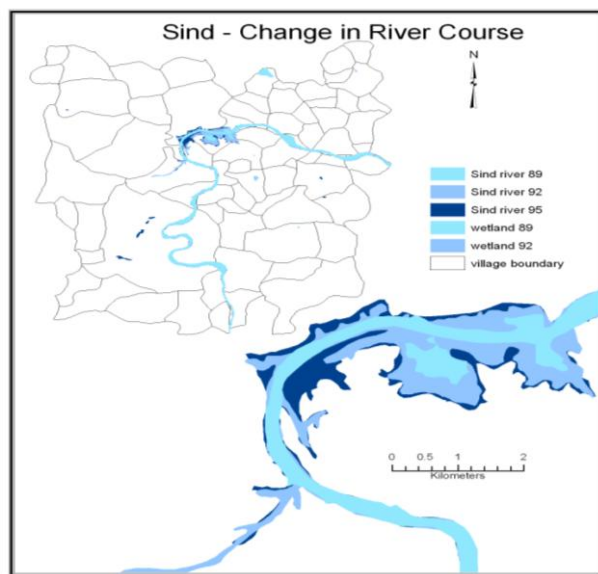 Sind - Change in River Course
N
Sind river 89
Sind river 92
Sind river 95
wetland 89
wetland 92
village boundary
0 0.5 1 2
Kilometers